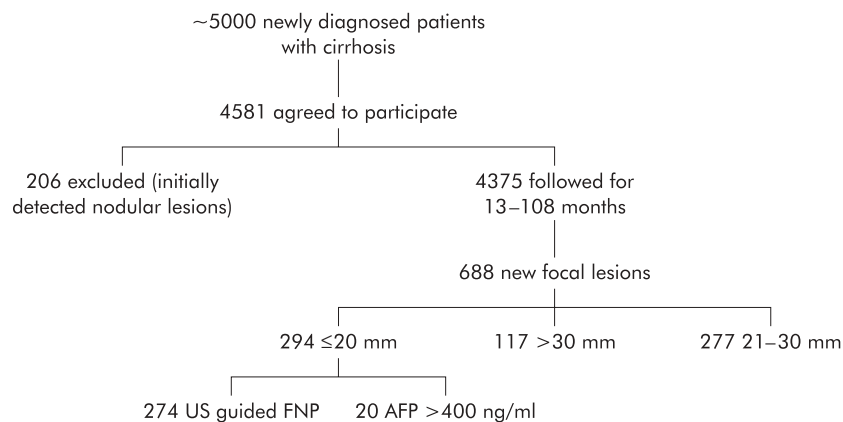 ~5000 newly diagnosed patients
with cirrhosis
4581 agreed to participate
206 excluded (initially
detected nodular lesions)
4375 followed for
13–108 months
688 new focal lesions
294 ≤20 mm
117 >30 mm
277 21–30 mm
274 US guided FNP
20 AFP >400 ng/ml